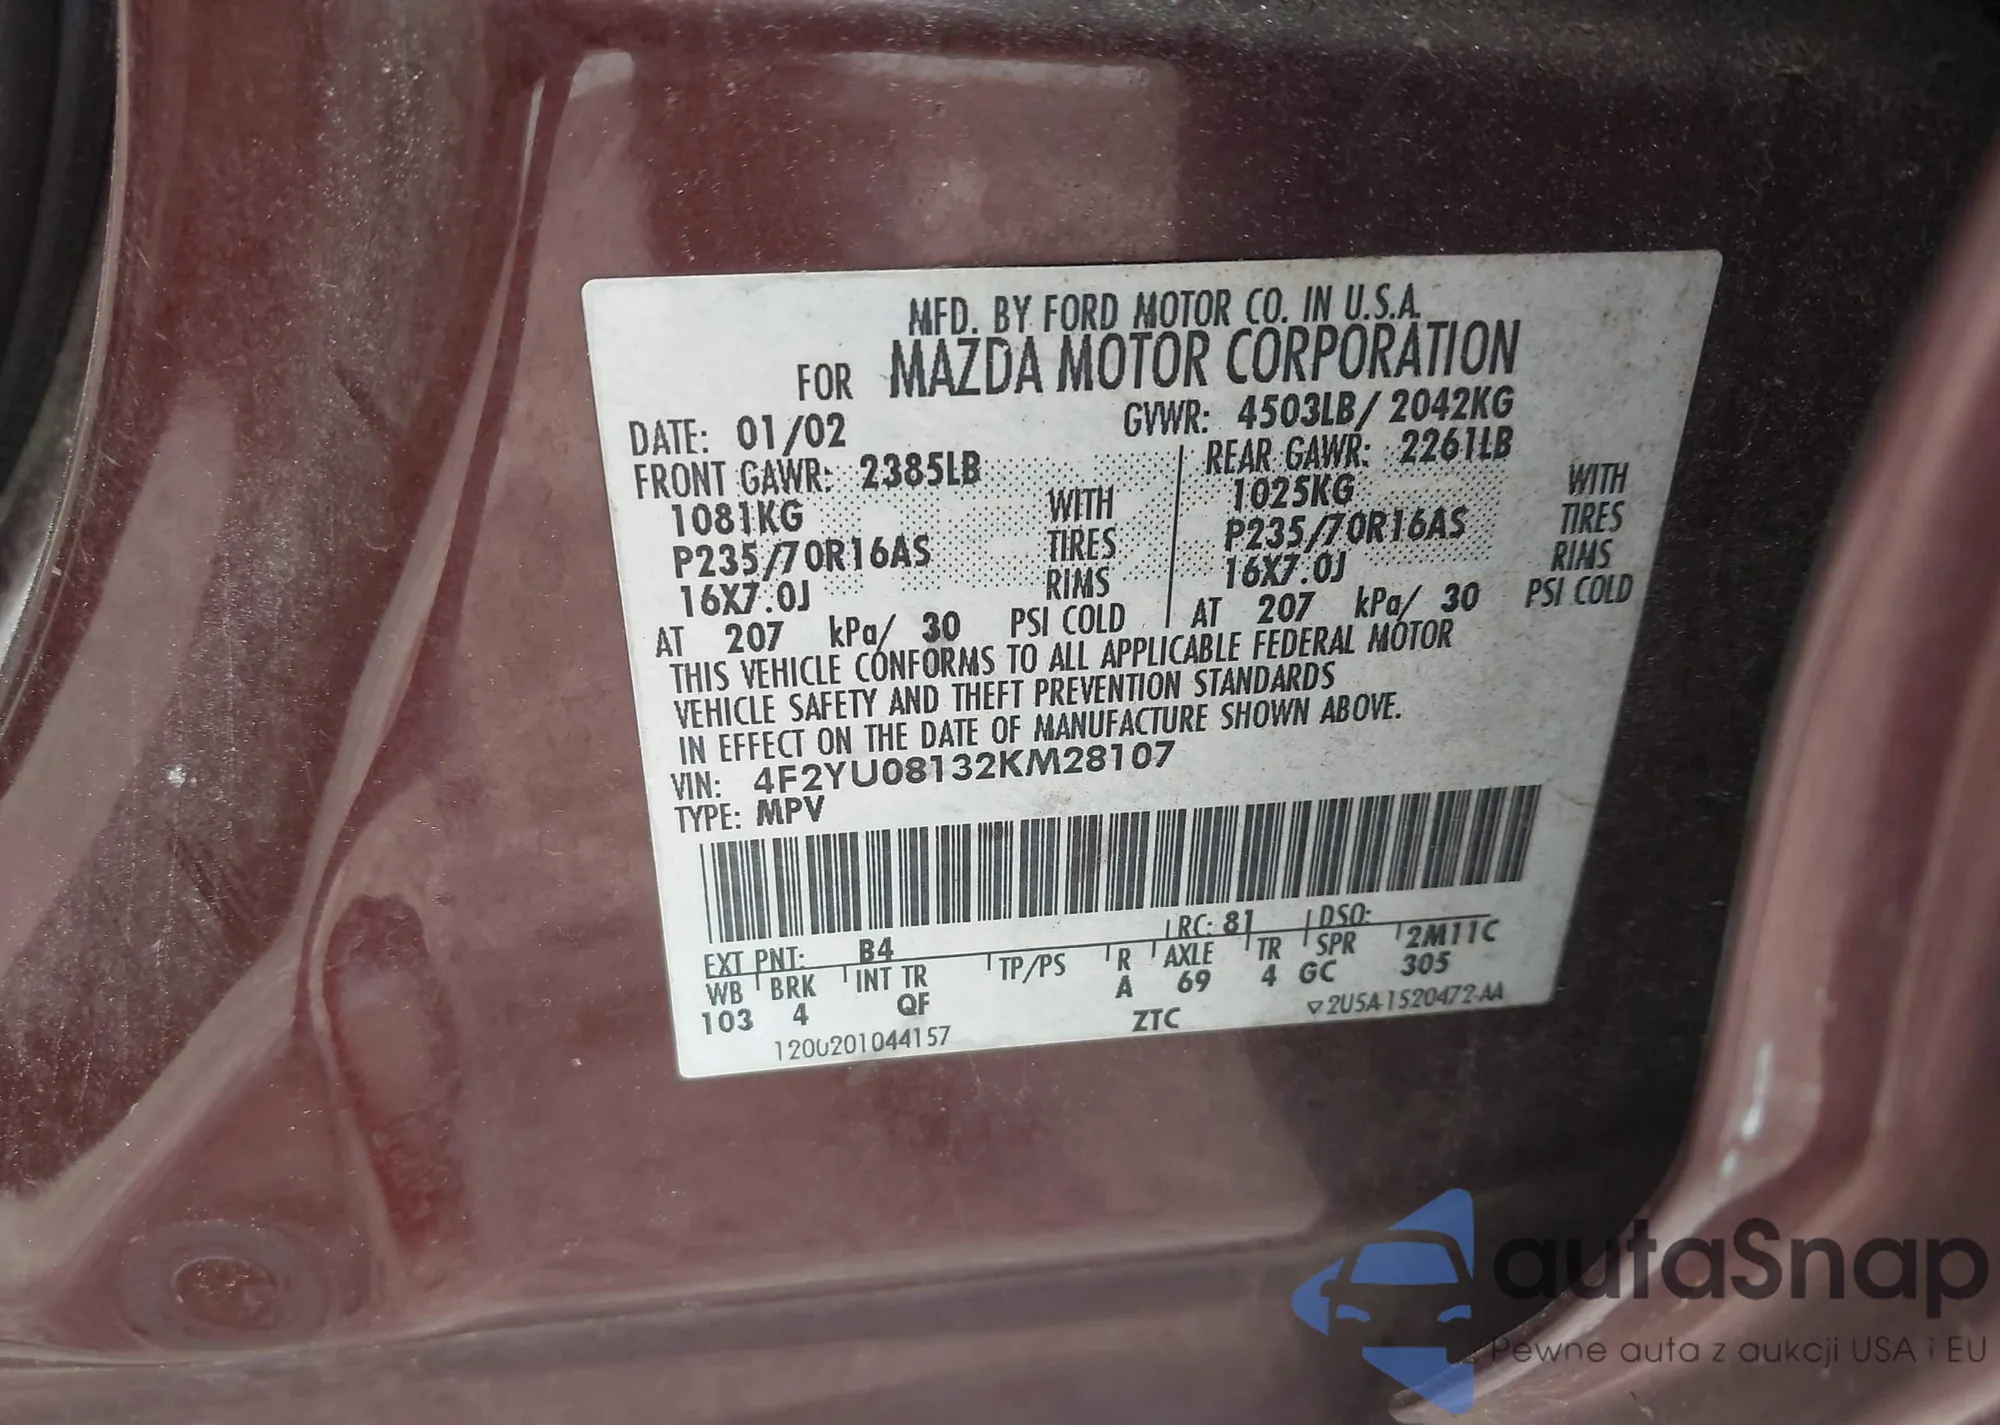 MFD. BY FORD MOTOR CO. IN U.S.A.
FOR MAZDA MOTOR CORPORATION
DATE: 01/02 GVWR: 4503LB/ 2042KG
FRONT GAWR: 2385LB REAR GAWR: 2261LB
1081KG WITH 1025KG WITH
P235/70R16AS TIRES P235/70R16AS TIRES
16X7.0J RIMS 16X7.0J RIMS
AT 207 kPa/ 30 PSI COLD AT 207 kPa/ 30 PSI COLD
THIS VEHICLE CONFORMS TO ALL APPLICABLE FEDERAL MOTOR
VEHICLE SAFETY AND THEFT PREVENTION STANDARDS
IN EFFECT ON THE DATE OF MANUFACTURE SHOWN ABOVE.
VIN: 4F2YU08132KM28107
TYPE: MPV
EXT PNT: B4 RC: 81 DSO:
WB BRK INT TR TP/PS R AXLE TR SPR 2M11C
103 4 QF A 69 4 GC 305
1200201044157 ZTC 2U5A-1520472-AA
autaSnap
Pewne auta z aukcji USA i EU